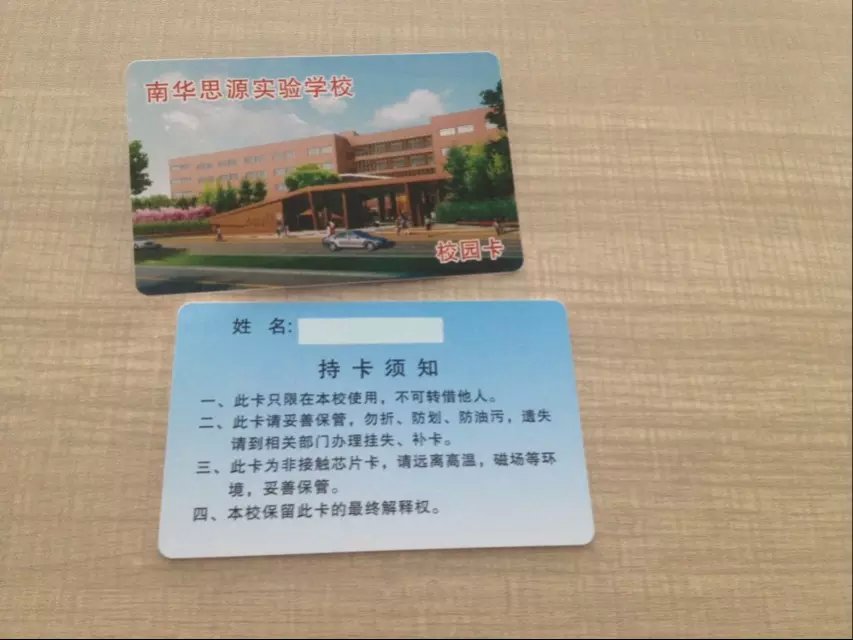 南华思源实验学校
校园卡
姓 名:
持卡须知
一、此卡只限在本校使用，不可转借他人。
二、此卡请妥善保管，勿折、防划、防油污，遗失
请到相关部门办理挂失、补卡。
三、此卡为非接触芯片卡，请远离高温，磁场等环
境，妥善保管。
四、本校保留此卡的最终解释权。